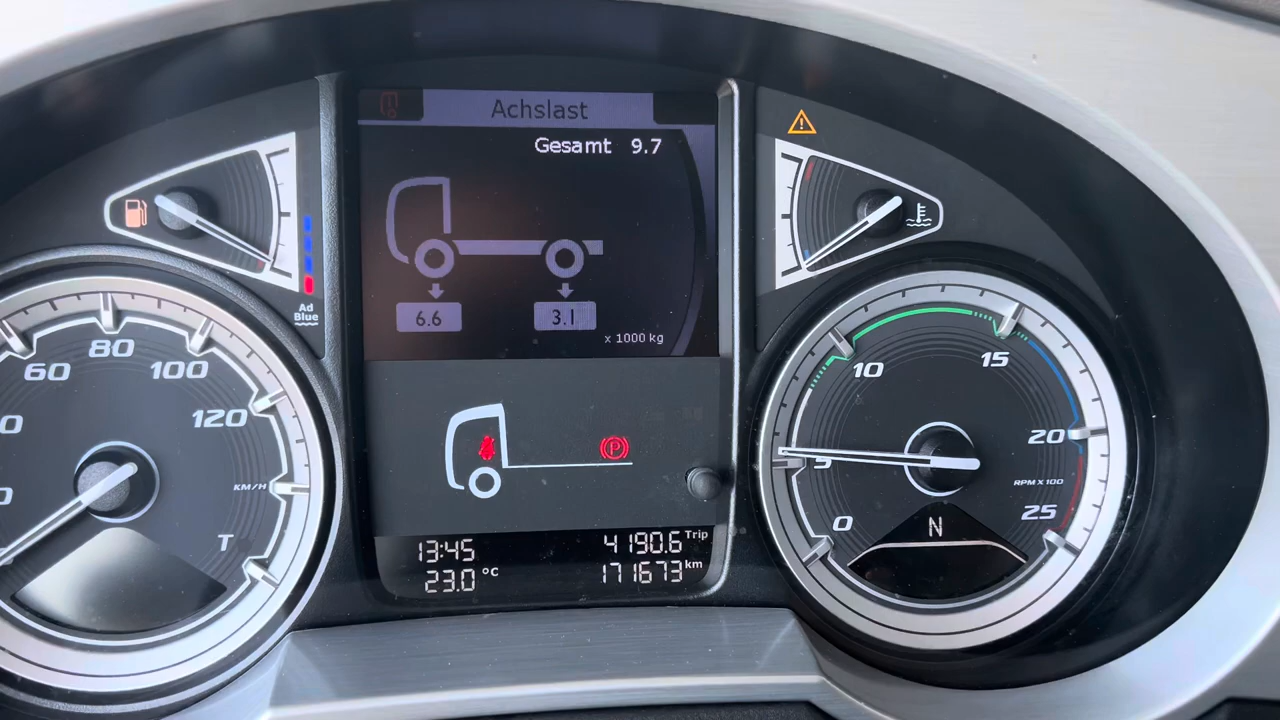 Achslast
Gesamt 9.7
6.6 3.1
x 1000 kg
Ad
Blue
60 80 100 120
KM/H
T
13:45 4190.6 Trip
23.0 °C 171673 km
0 5 10 15 20 25
RPM X 100
N
P